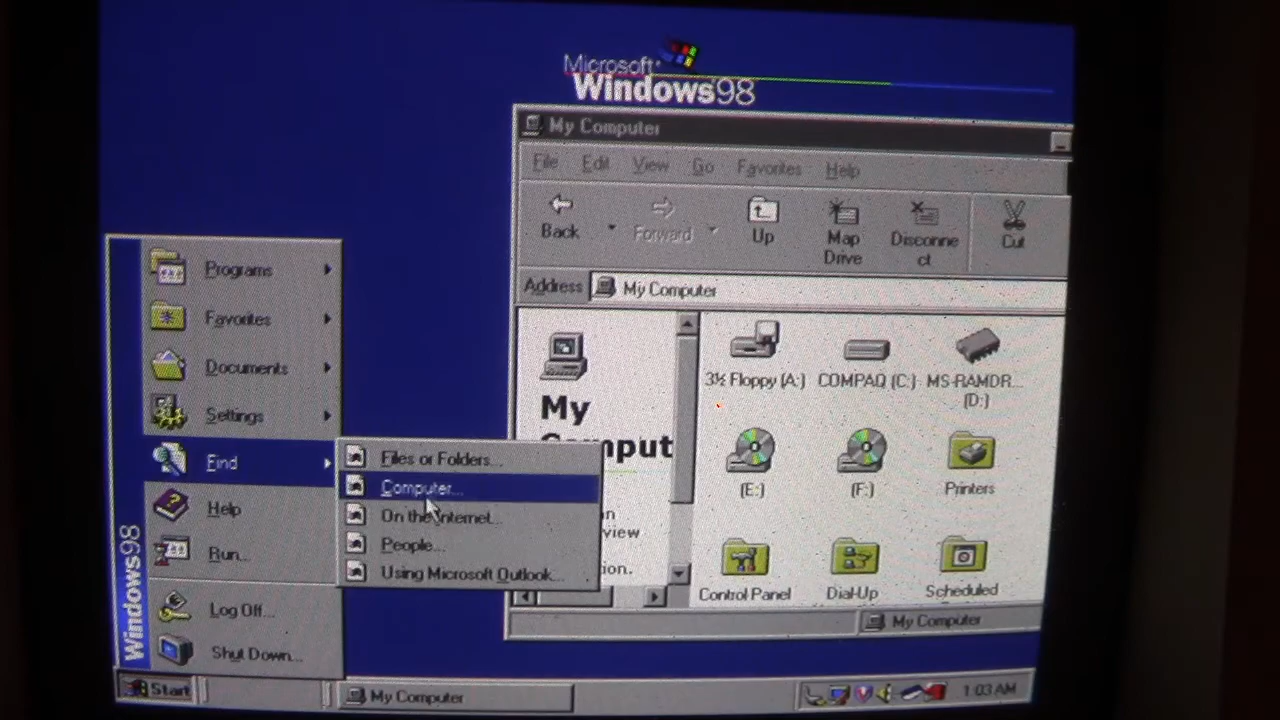 Microsoft
Windows98
My Computer
File Edit View Go Favorites Help
Back Forward Up Map Drive Disconne ct Cut
Address My Computer
My
Comput
view
on.
3½ Floppy (A:) COMPAQ (C:) MS-RAMDR... (D:)
(E:) (F:) Printers
Control Panel Dial-Up Scheduled
My Computer
Programs
Favorites
Documents
Settings
Find
Help
Run...
Log Off...
Shut Down...
Windows98
Files or Folders...
Computer...
On the Internet...
People...
Using Microsoft Outlook...
Start My Computer 1:03 AM